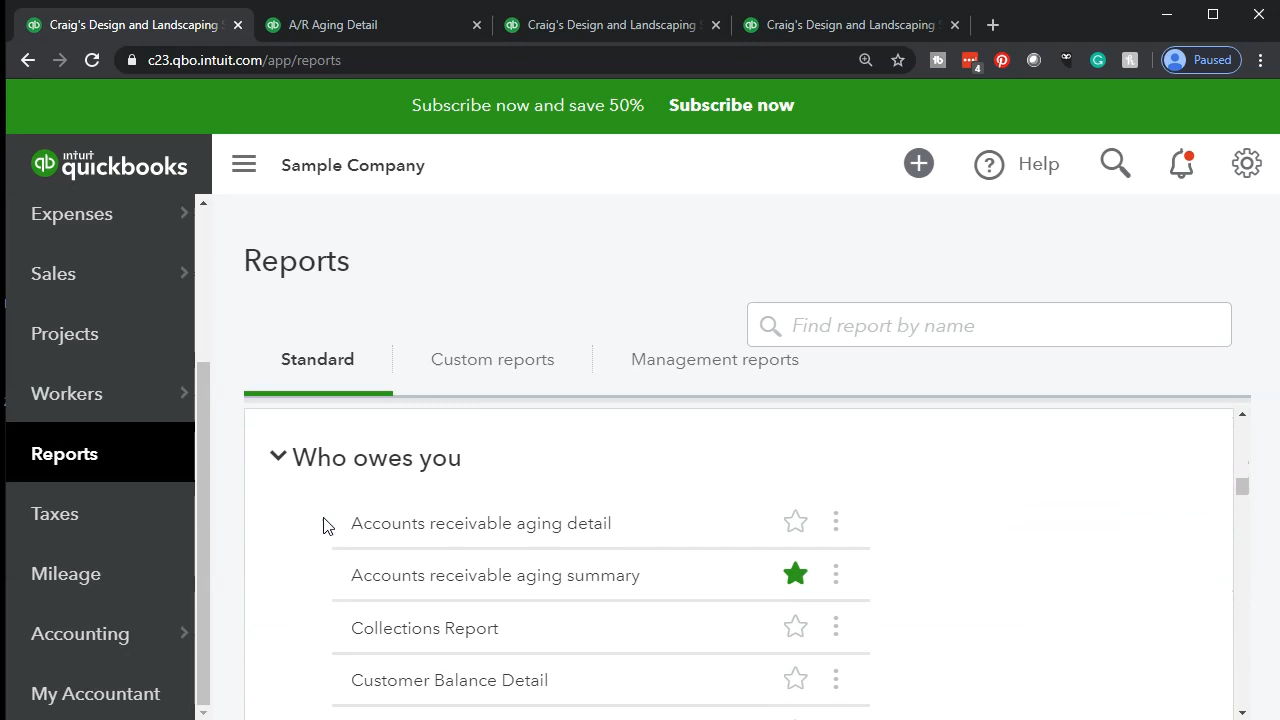 Craig's Design and Landscaping
A/R Aging Detail
Craig's Design and Landscaping
Craig's Design and Landscaping
c23.qbo.intuit.com/app/reports
4
Paused
Subscribe now and save 50% Subscribe now
intuit
quickbooks
Sample Company
Help
Expenses
Sales
Projects
Workers
Reports
Taxes
Mileage
Accounting
My Accountant
Reports
Find report by name
Standard
Custom reports
Management reports
Who owes you
Accounts receivable aging detail
Accounts receivable aging summary
Collections Report
Customer Balance Detail